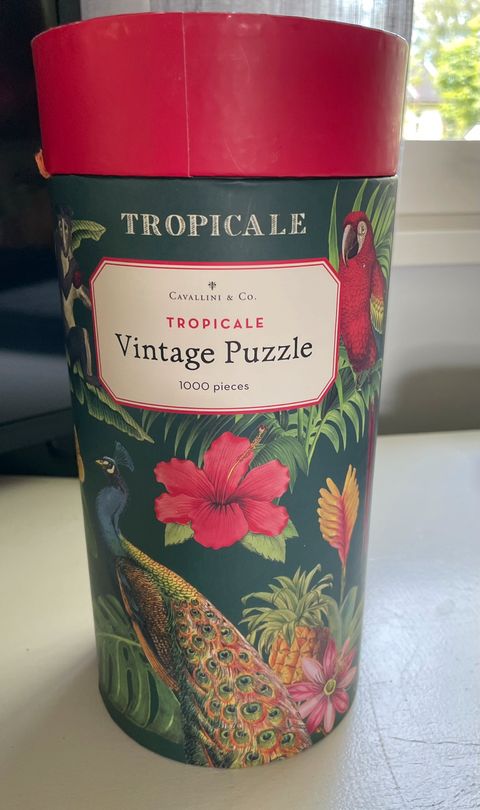 TROPICALE
CAVALLINI & CO.
TROPICALE
Vintage Puzzle
1000 pieces